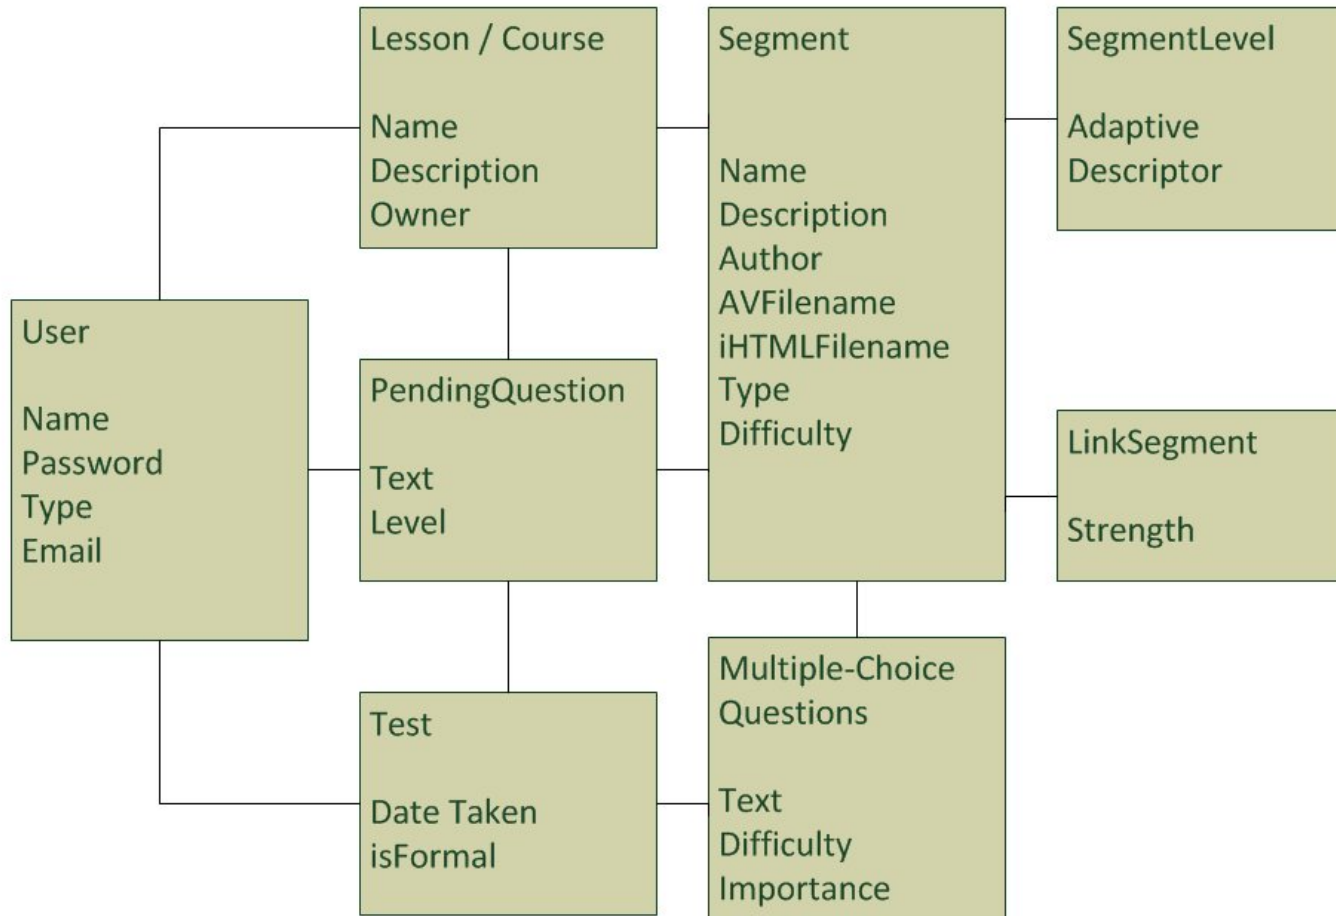 Lesson / Course
Name
Description
Owner
Segment
Name
Description
Author
AVFilename
iHTMLFilename
Type
Difficulty
SegmentLevel
Adaptive
Descriptor
User
Name
Password
Type
Email
PendingQuestion
Text
Level
LinkSegment
Strength
Test
Date Taken
isFormal
Multiple-Choice
Questions
Text
Difficulty
Importance